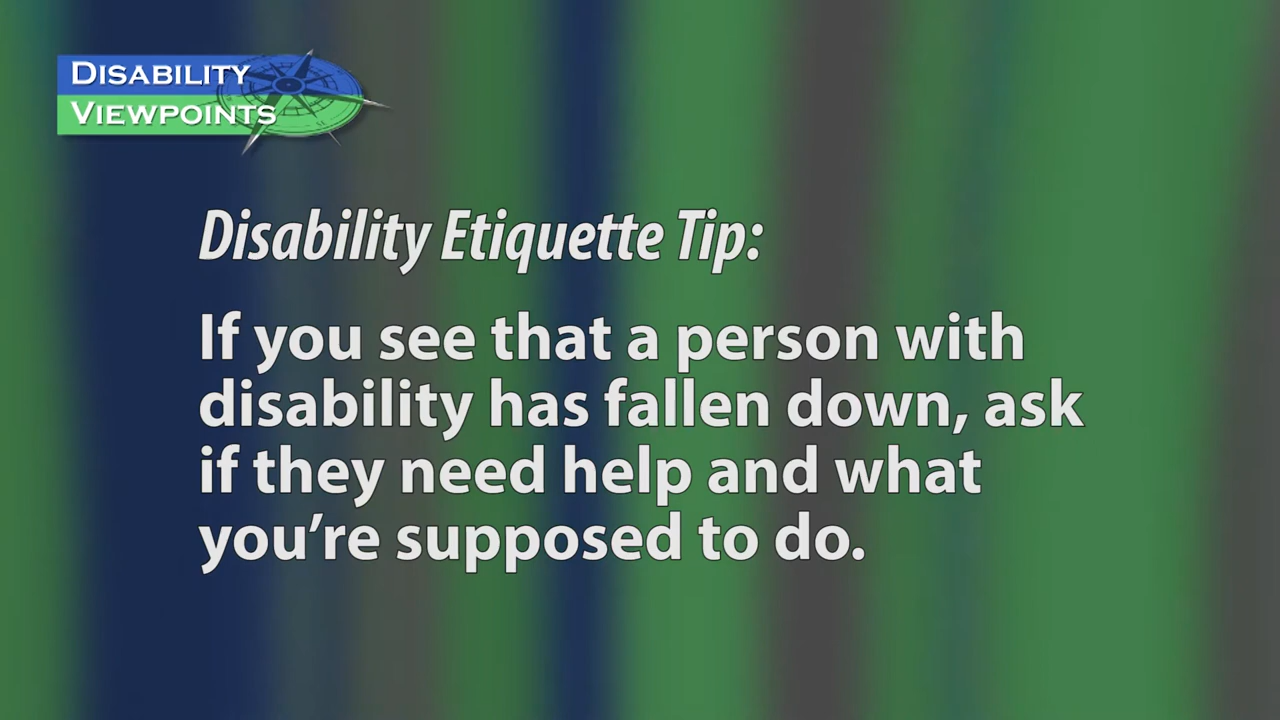 Disability
Viewpoints
Disability Etiquette Tip:
If you see that a person with
disability has fallen down, ask
if they need help and what
you’re supposed to do.